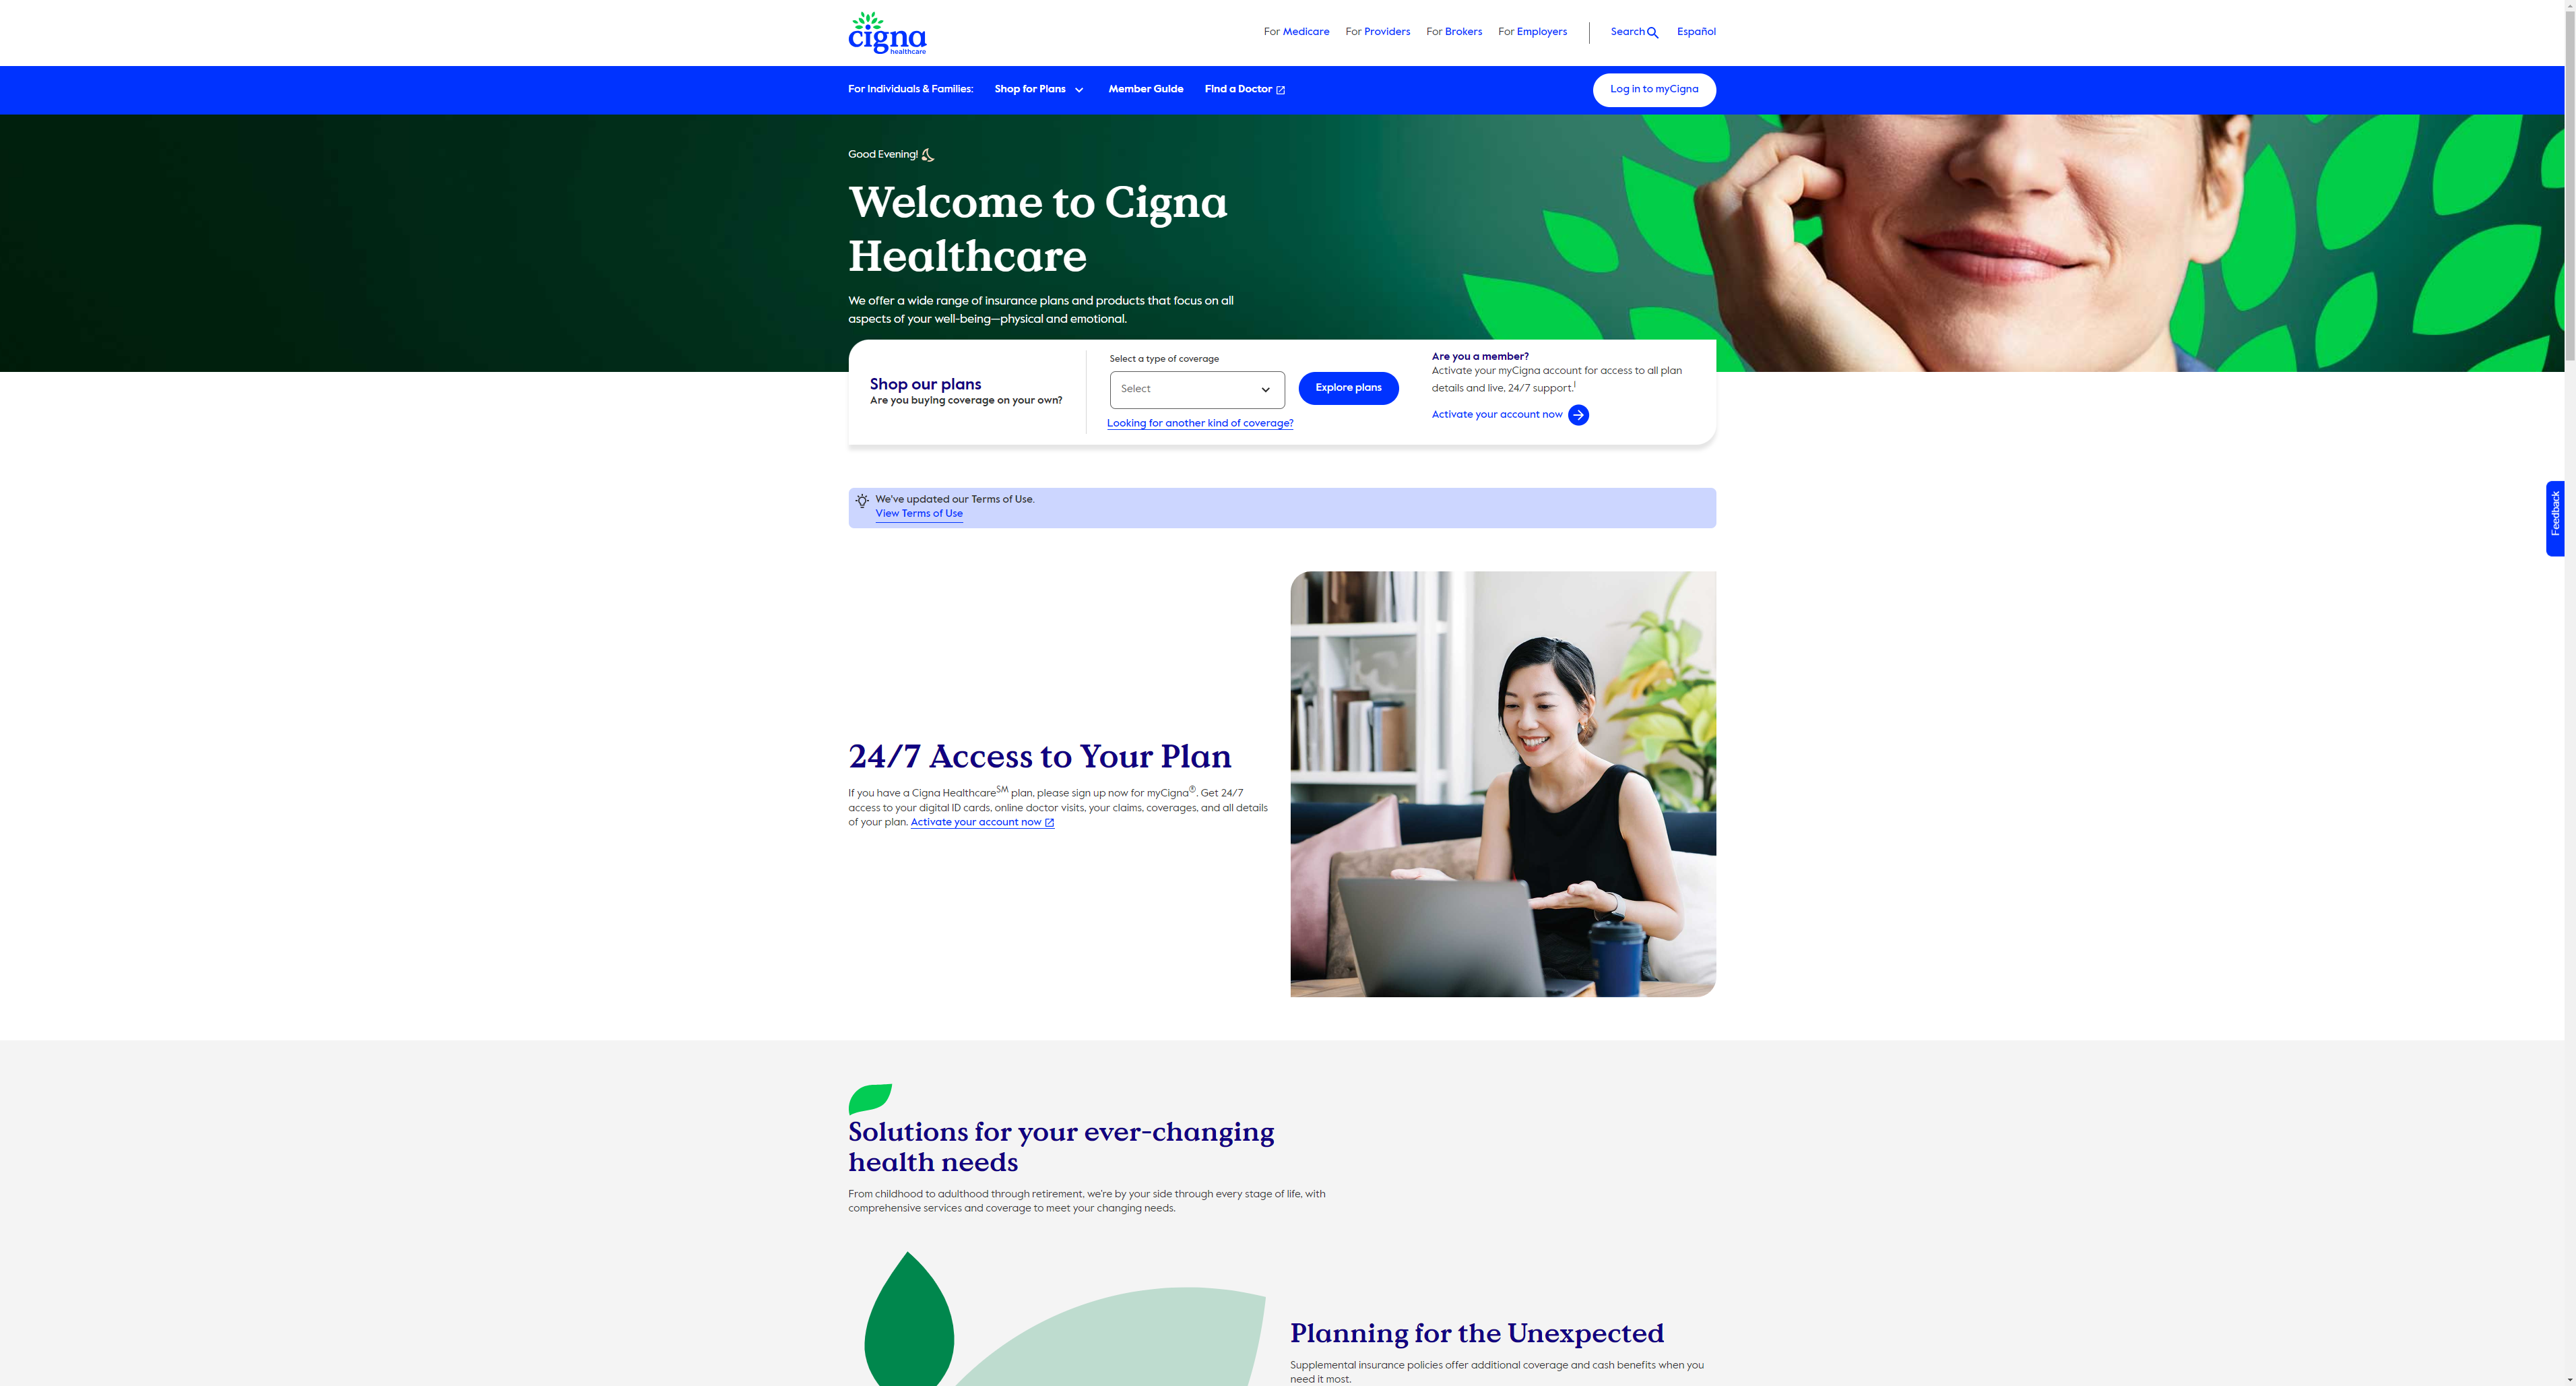 cigna
healthcare
For Medicare
For Providers
For Brokers
For Employers
Search
Español
For Individuals & Families:
Shop for Plans
Member Guide
Find a Doctor
Log in to myCigna
Good Evening!
Welcome to Cigna
Healthcare
We offer a wide range of insurance plans and products that focus on all
aspects of your well-being—physical and emotional.
Shop our plans
Are you buying coverage on your own?
Select a type of coverage
Select
Explore plans
Looking for another kind of coverage?
Are you a member?
Activate your myCigna account for access to all plan
details and live, 24/7 support.¹
Activate your account now
We've updated our Terms of Use.
View Terms of Use
Feedback
24/7 Access to Your Plan
If you have a Cigna Healthcare℠ plan, please sign up now for myCigna®. Get 24/7
access to your digital ID cards, online doctor visits, your claims, coverages, and all details
of your plan. Activate your account now
Solutions for your ever-changing
health needs
From childhood to adulthood through retirement, we're by your side through every stage of life, with
comprehensive services and coverage to meet your changing needs.
Planning for the Unexpected
Supplemental insurance policies offer additional coverage and cash benefits when you
need it most.